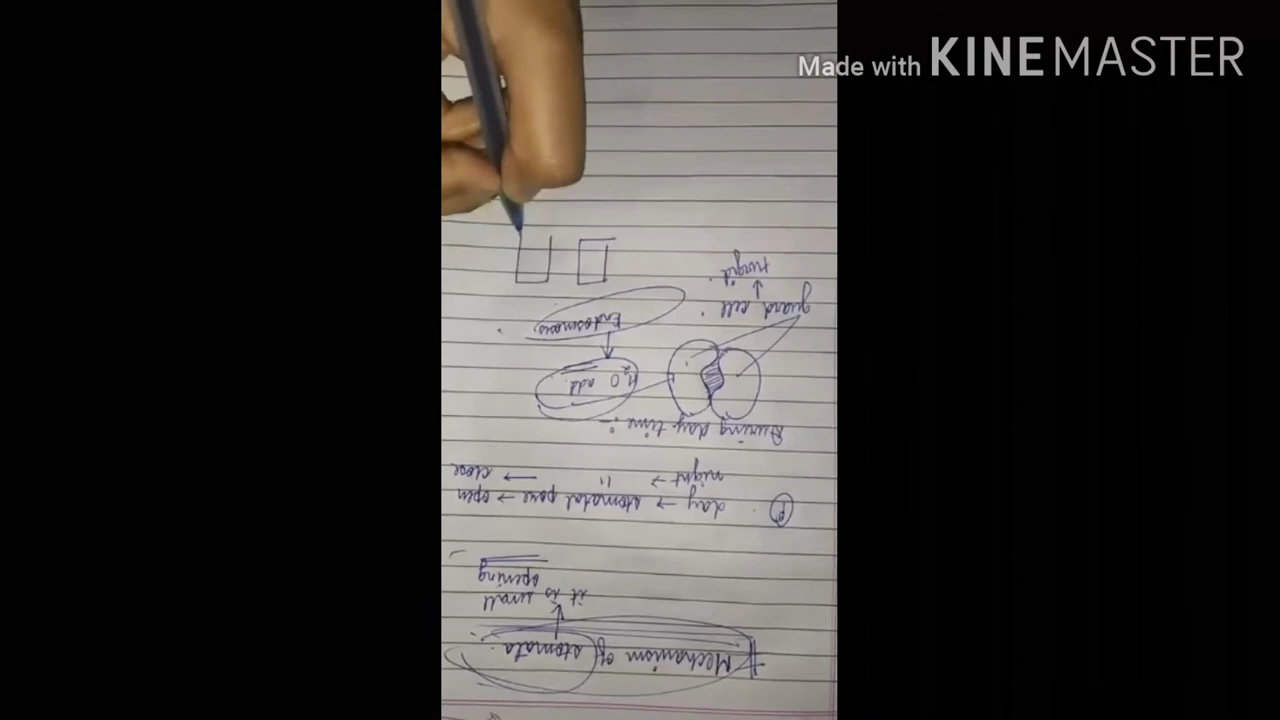 Made with KINEMASTER
# Mechanism of stomata :
it is small
opening
day → stomatal pore → open
night → " → close
During day time :-
H2O add.
Endosmosis
guard cell
turgid